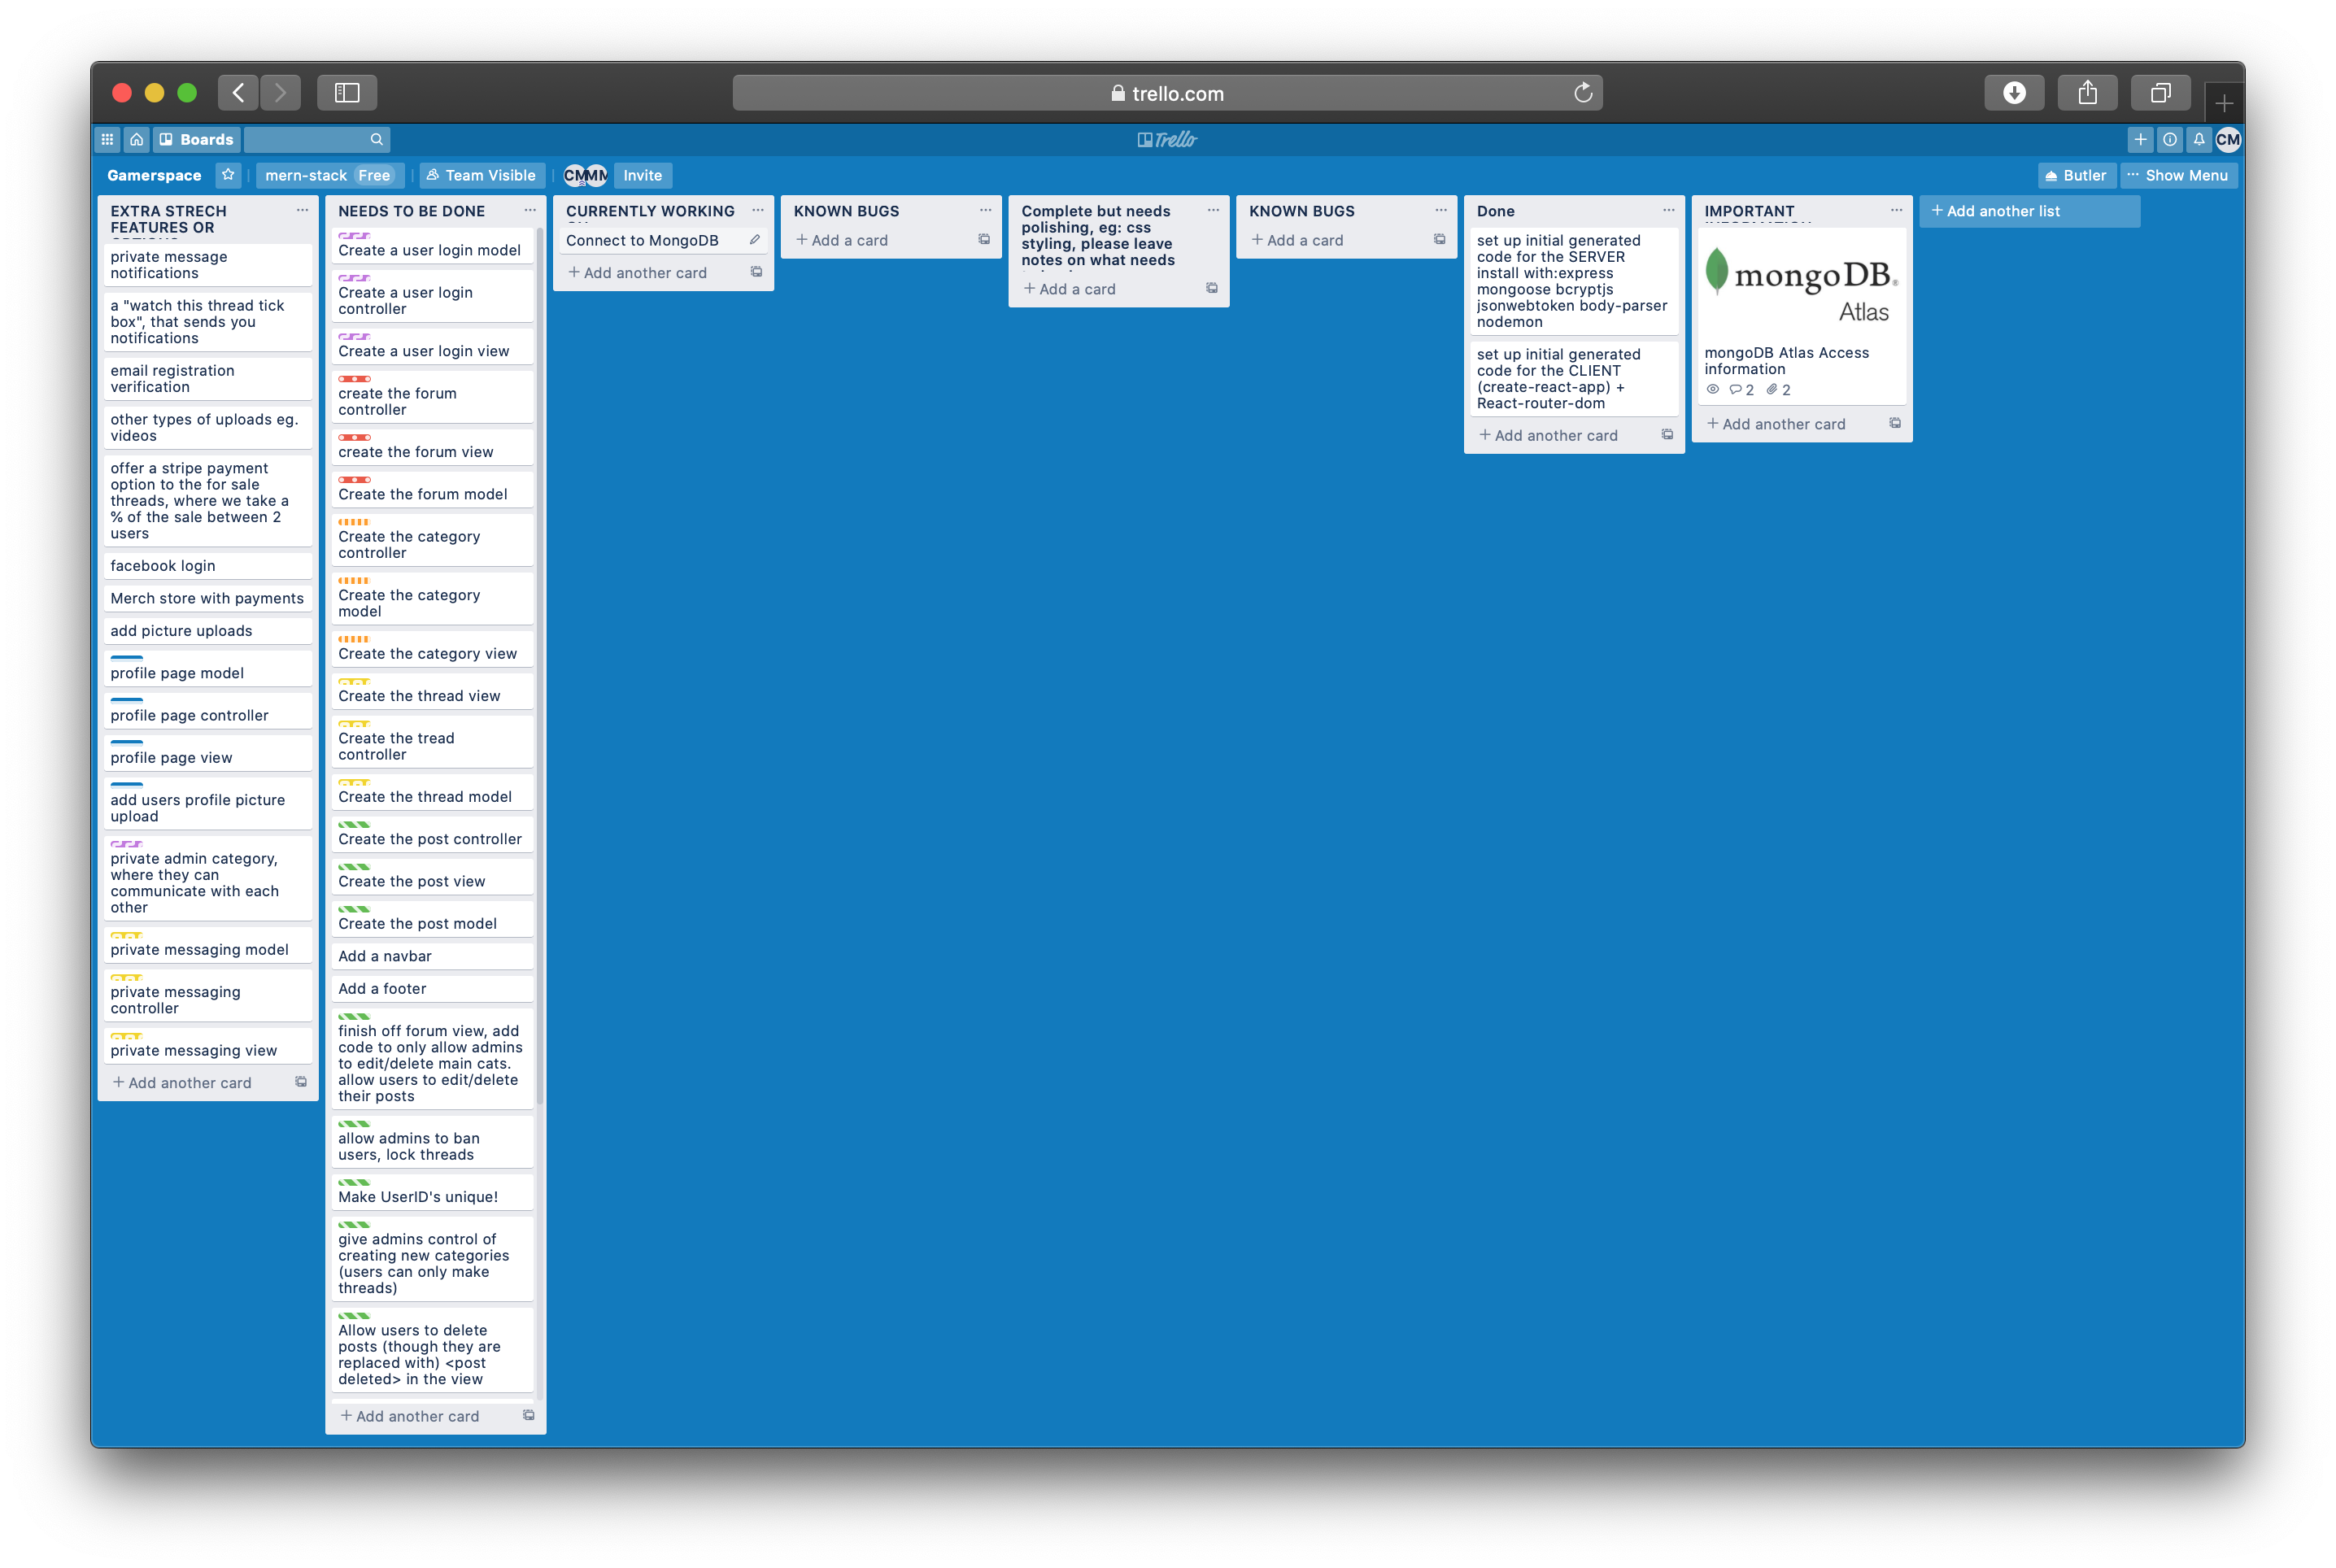 trello.com
Boards
Trello
CM
Gamerspace
mern-stack Free
Team Visible
CM
MM
Invite
Butler
··· Show Menu
EXTRA STRECH
FEATURES OR
private message
notifications
a "watch this thread tick
box", that sends you
notifications
email registration
verification
other types of uploads eg.
videos
offer a stripe payment
option to the for sale
threads, where we take a
% of the sale between 2
users
facebook login
Merch store with payments
add picture uploads
profile page model
profile page controller
profile page view
add users profile picture
upload
private admin category,
where they can
communicate with each
other
private messaging model
private messaging
controller
private messaging view
+ Add another card
NEEDS TO BE DONE
Create a user login model
Create a user login
controller
Create a user login view
create the forum
controller
create the forum view
Create the forum model
Create the category
controller
Create the category
model
Create the category view
Create the thread view
Create the tread
controller
Create the thread model
Create the post controller
Create the post view
Create the post model
Add a navbar
Add a footer
finish off forum view, add
code to only allow admins
to edit/delete main cats.
allow users to edit/delete
their posts
allow admins to ban
users, lock threads
Make UserID's unique!
give admins control of
creating new categories
(users can only make
threads)
Allow users to delete
posts (though they are
replaced with) <post
deleted> in the view
+ Add another card
CURRENTLY WORKING
Connect to MongoDB
+ Add another card
KNOWN BUGS
+ Add a card
Complete but needs
polishing, eg: css
styling, please leave
notes on what needs
+ Add a card
KNOWN BUGS
+ Add a card
Done
set up initial generated
code for the SERVER
install with:express
mongoose bcryptjs
jsonwebtoken body-parser
nodemon
set up initial generated
code for the CLIENT
(create-react-app) +
React-router-dom
+ Add another card
IMPORTANT
mongoDB®
Atlas
mongoDB Atlas Access
information
2 2
+ Add another card
+ Add another list